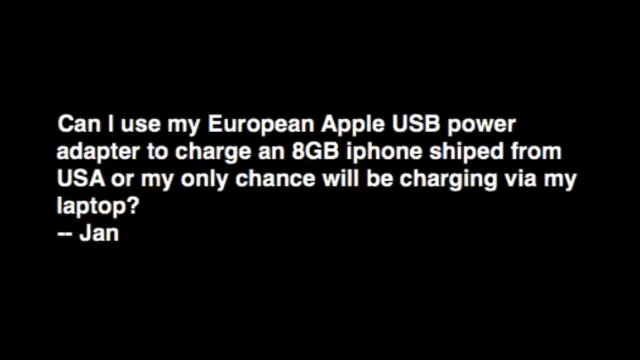 Can I use my European Apple USB power
adapter to charge an 8GB iphone shiped from
USA or my only chance will be charging via my
laptop?
-- Jan